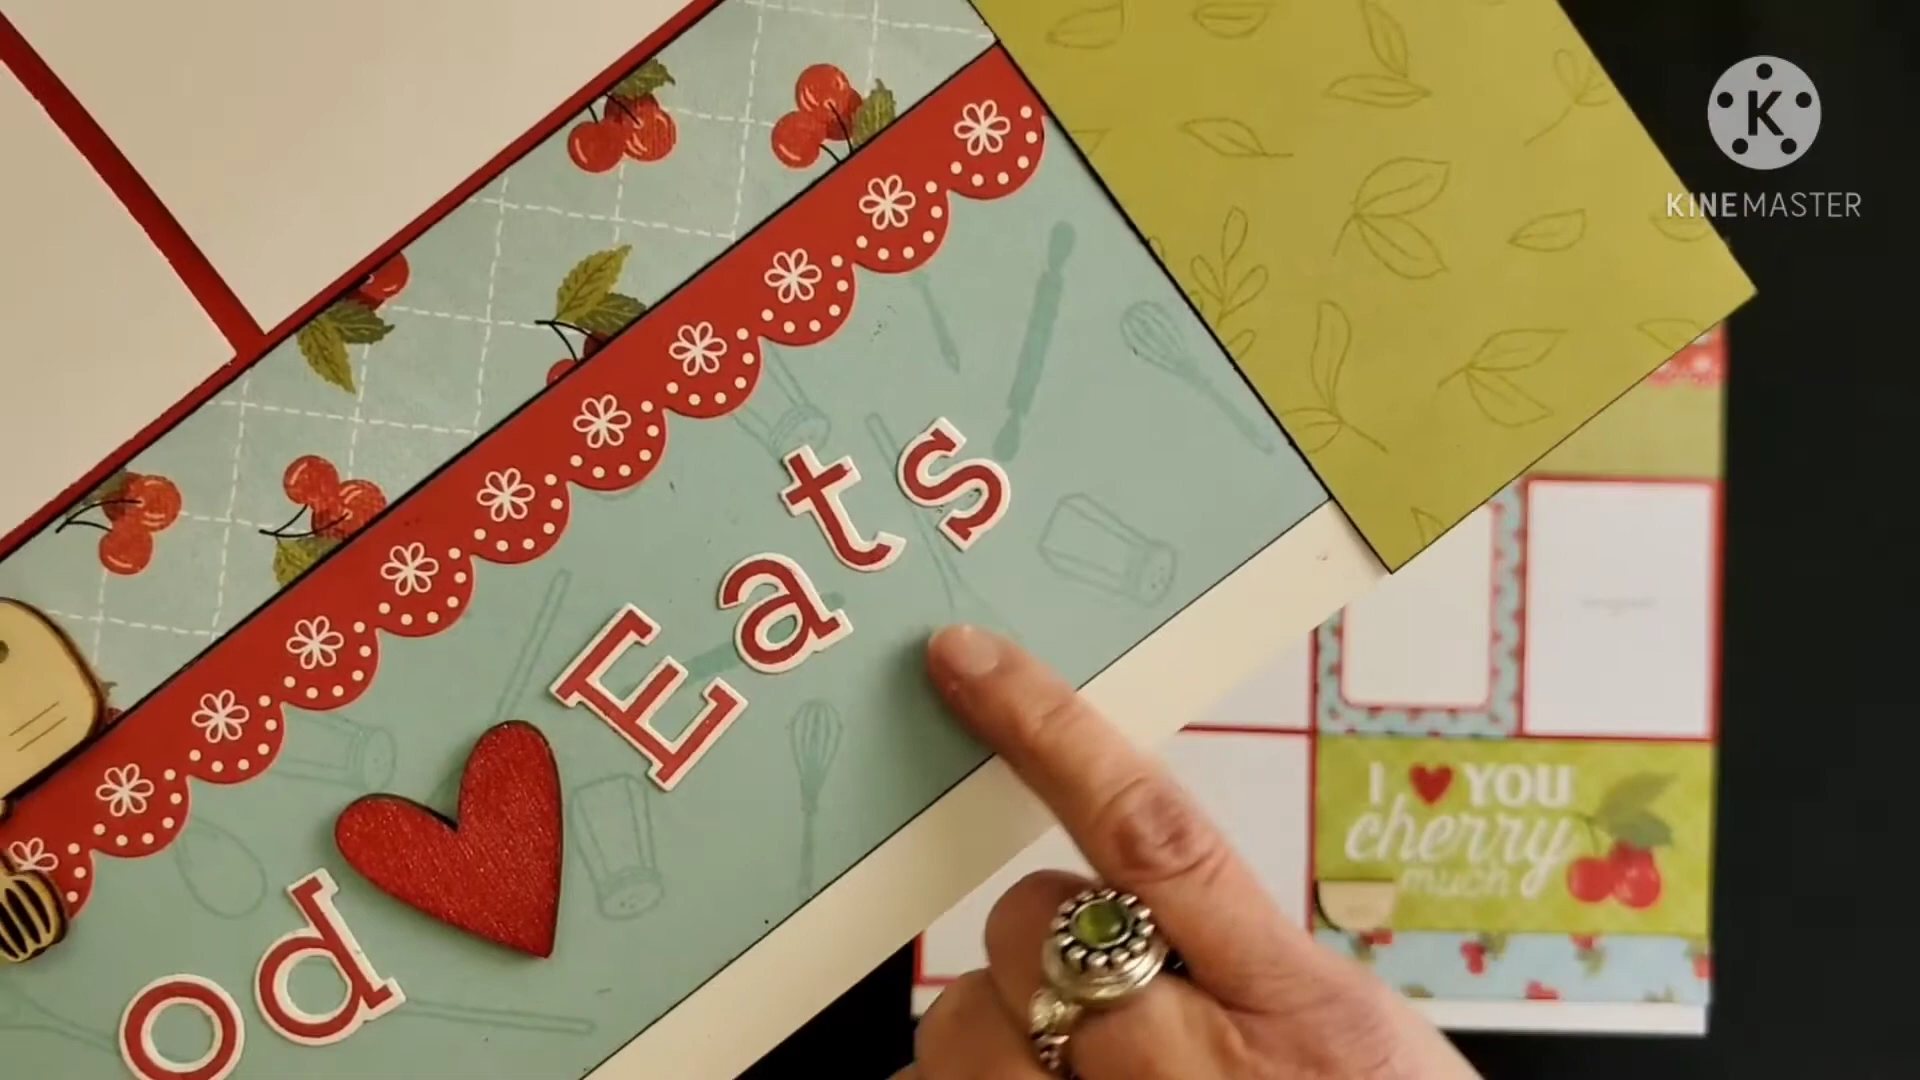 od Eats
K
KINEMASTER
I YOU
cherry
much